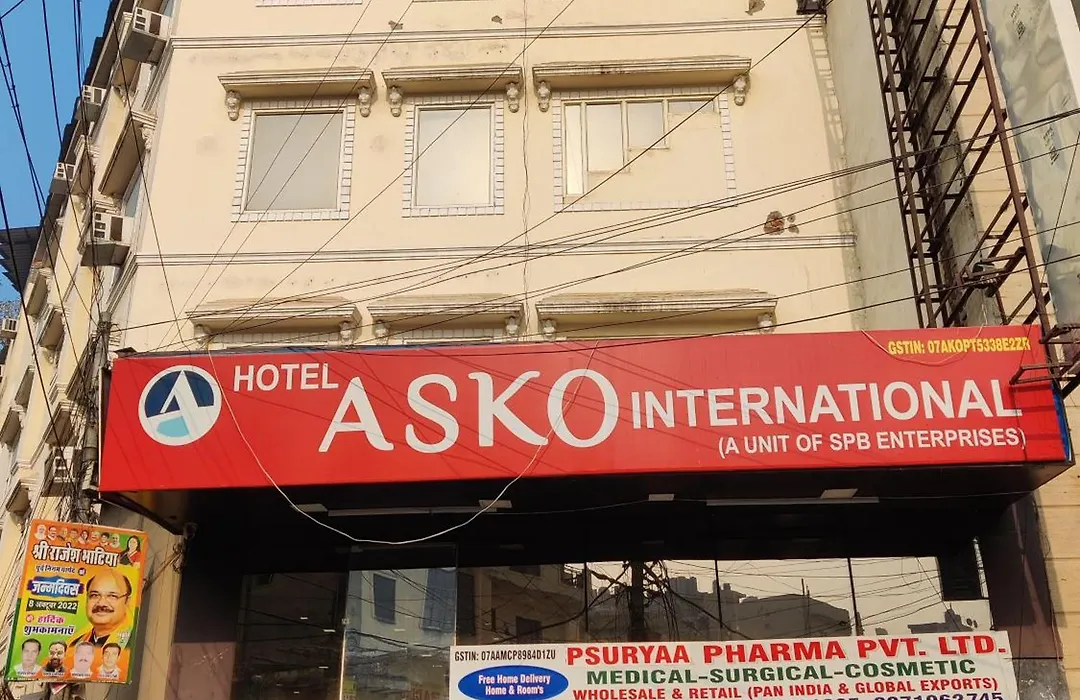 GSTIN: 07AKOPT5338E2ZR
HOTEL ASKO INTERNATIONAL
(A UNIT OF SPB ENTERPRISES)
श्री राजेश भाटिया
पूर्व निगम पार्षद
जन्मदिवस
8 अक्टूबर 2022
हार्दिक
शुभकामनाएँ
GSTIN: 07AAMCP8984D1ZU
PSURYAA PHARMA PVT. LTD.
Free Home Delivery
Home & Room's
MEDICAL-SURGICAL-COSMETIC
WHOLESALE & RETAIL (PAN INDIA & GLOBAL EXPORTS)